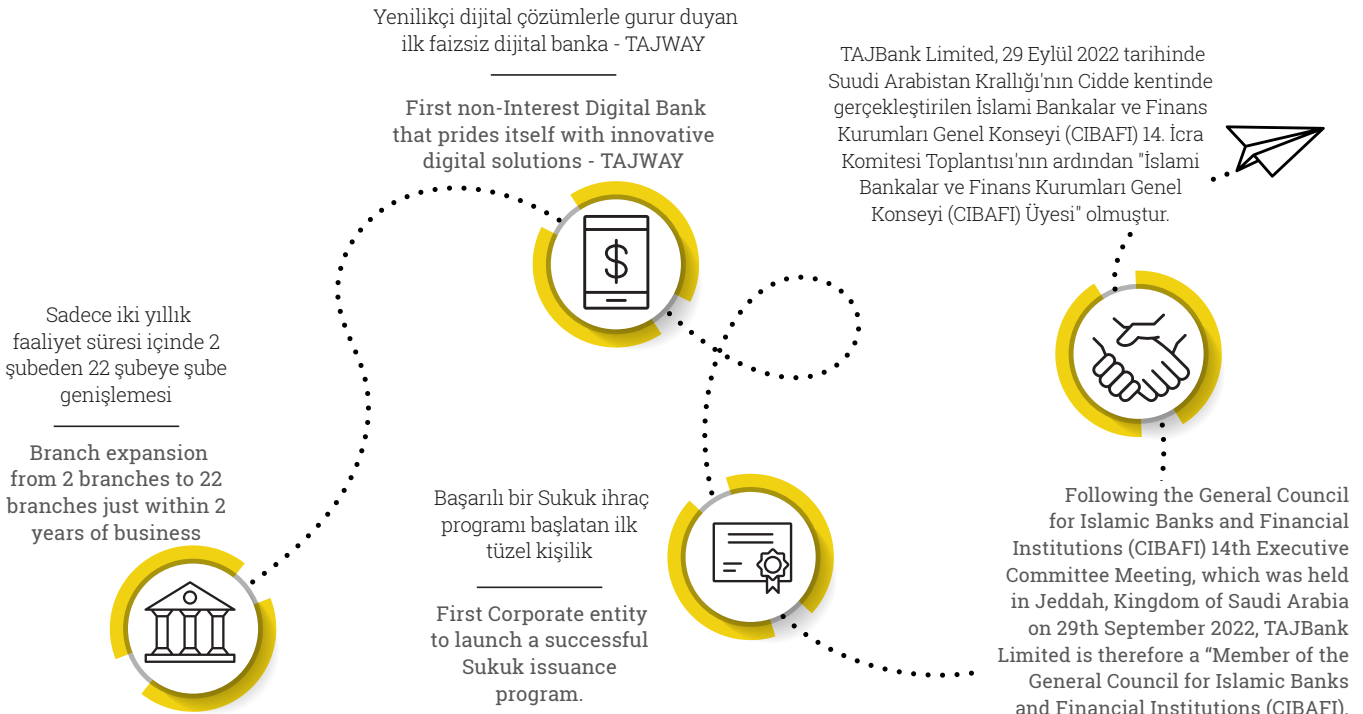 Yenilikçi dijital çözümlerle gurur duyan
ilk faizsiz dijital banka - TAJWAY
First non-Interest Digital Bank
that prides itself with innovative
digital solutions - TAJWAY
TAJBank Limited, 29 Eylül 2022 tarihinde
Suudi Arabistan Krallığı'nın Cidde kentinde
gerçekleştirilen İslami Bankalar ve Finans
Kurumları Genel Konseyi (CIBAFI) 14. İcra
Komitesi Toplantısı'nın ardından "İslami
Bankalar ve Finans Kurumları Genel
Konseyi (CIBAFI) Üyesi" olmuştur.
$
Sadece iki yıllık
faaliyet süresi içinde 2
şubeden 22 şubeye şube
genişlemesi
Branch expansion
from 2 branches to 22
branches just within 2
years of business
Başarılı bir Sukuk ihraç
programı başlatan ilk
tüzel kişilik
First Corporate entity
to launch a successful
Sukuk issuance
program.
Following the General Council
for Islamic Banks and Financial
Institutions (CIBAFI) 14th Executive
Committee Meeting, which was held
in Jeddah, Kingdom of Saudi Arabia
on 29th September 2022, TAJBank
Limited is therefore a “Member of the
General Council for Islamic Banks
and Financial Institutions (CIBAFI).